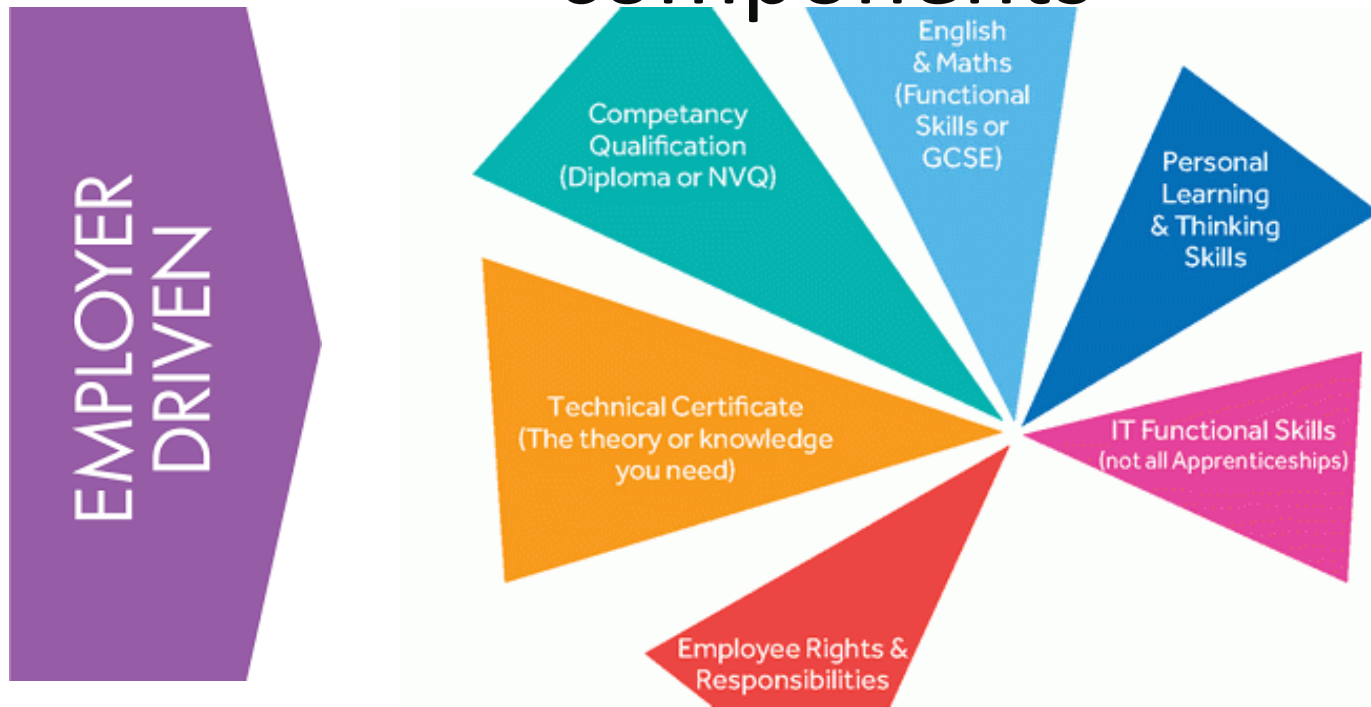 components
EMPLOYER
DRIVEN
Competancy
Qualification
(Diploma or NVQ)
English
& Maths
(Functional
Skills or
GCSE)
Personal
Learning
& Thinking
Skills
Technical Certificate
(The theory or knowledge
you need)
IT Functional Skills
(not all Apprenticeships)
Employee Rights &
Responsibilities